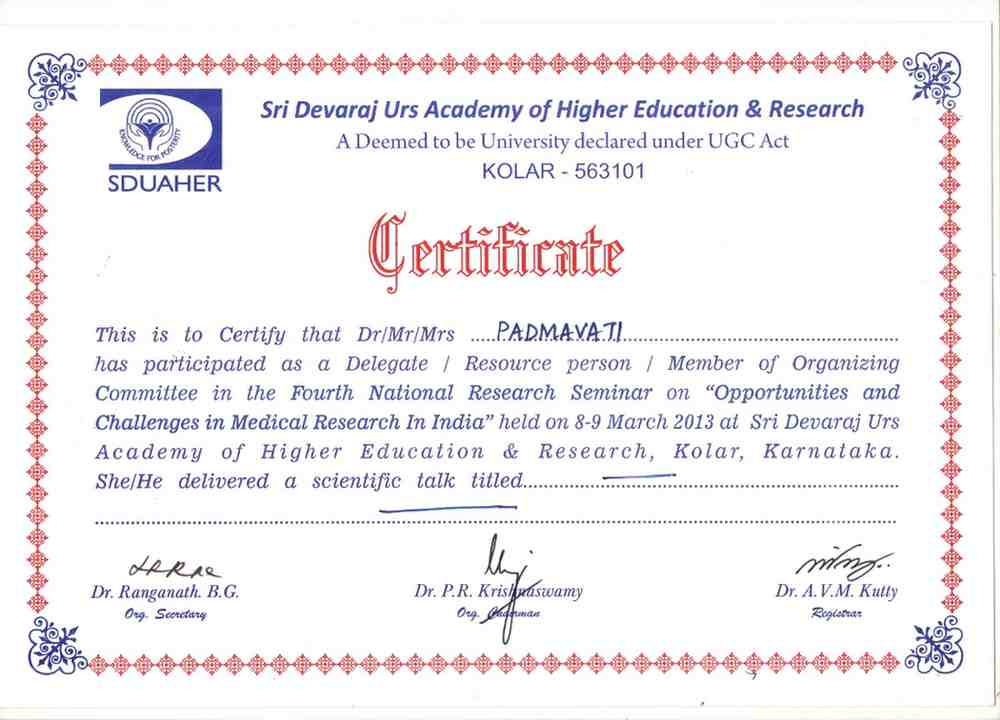 Sri Devaraj Urs Academy of Higher Education & Research
A Deemed to be University declared under UGC Act
KOLAR - 563101
KNOWLEDGE FOR POSTERITY
SDUAHER
Certificate
This is to Certify that Dr/Mr/Mrs .....PADMAVATI.....
has participated as a Delegate / Resource person / Member of Organizing
Committee in the Fourth National Research Seminar on "Opportunities and
Challenges in Medical Research In India" held on 8-9 March 2013 at Sri Devaraj Urs
Academy of Higher Education & Research, Kolar, Karnataka.
She/He delivered a scientific talk titled.....
Dr. Ranganath. B.G. Dr. P.R. Krishnaswamy Dr. A.V.M. Kutty
Org. Secretary Org. Chairman Registrar